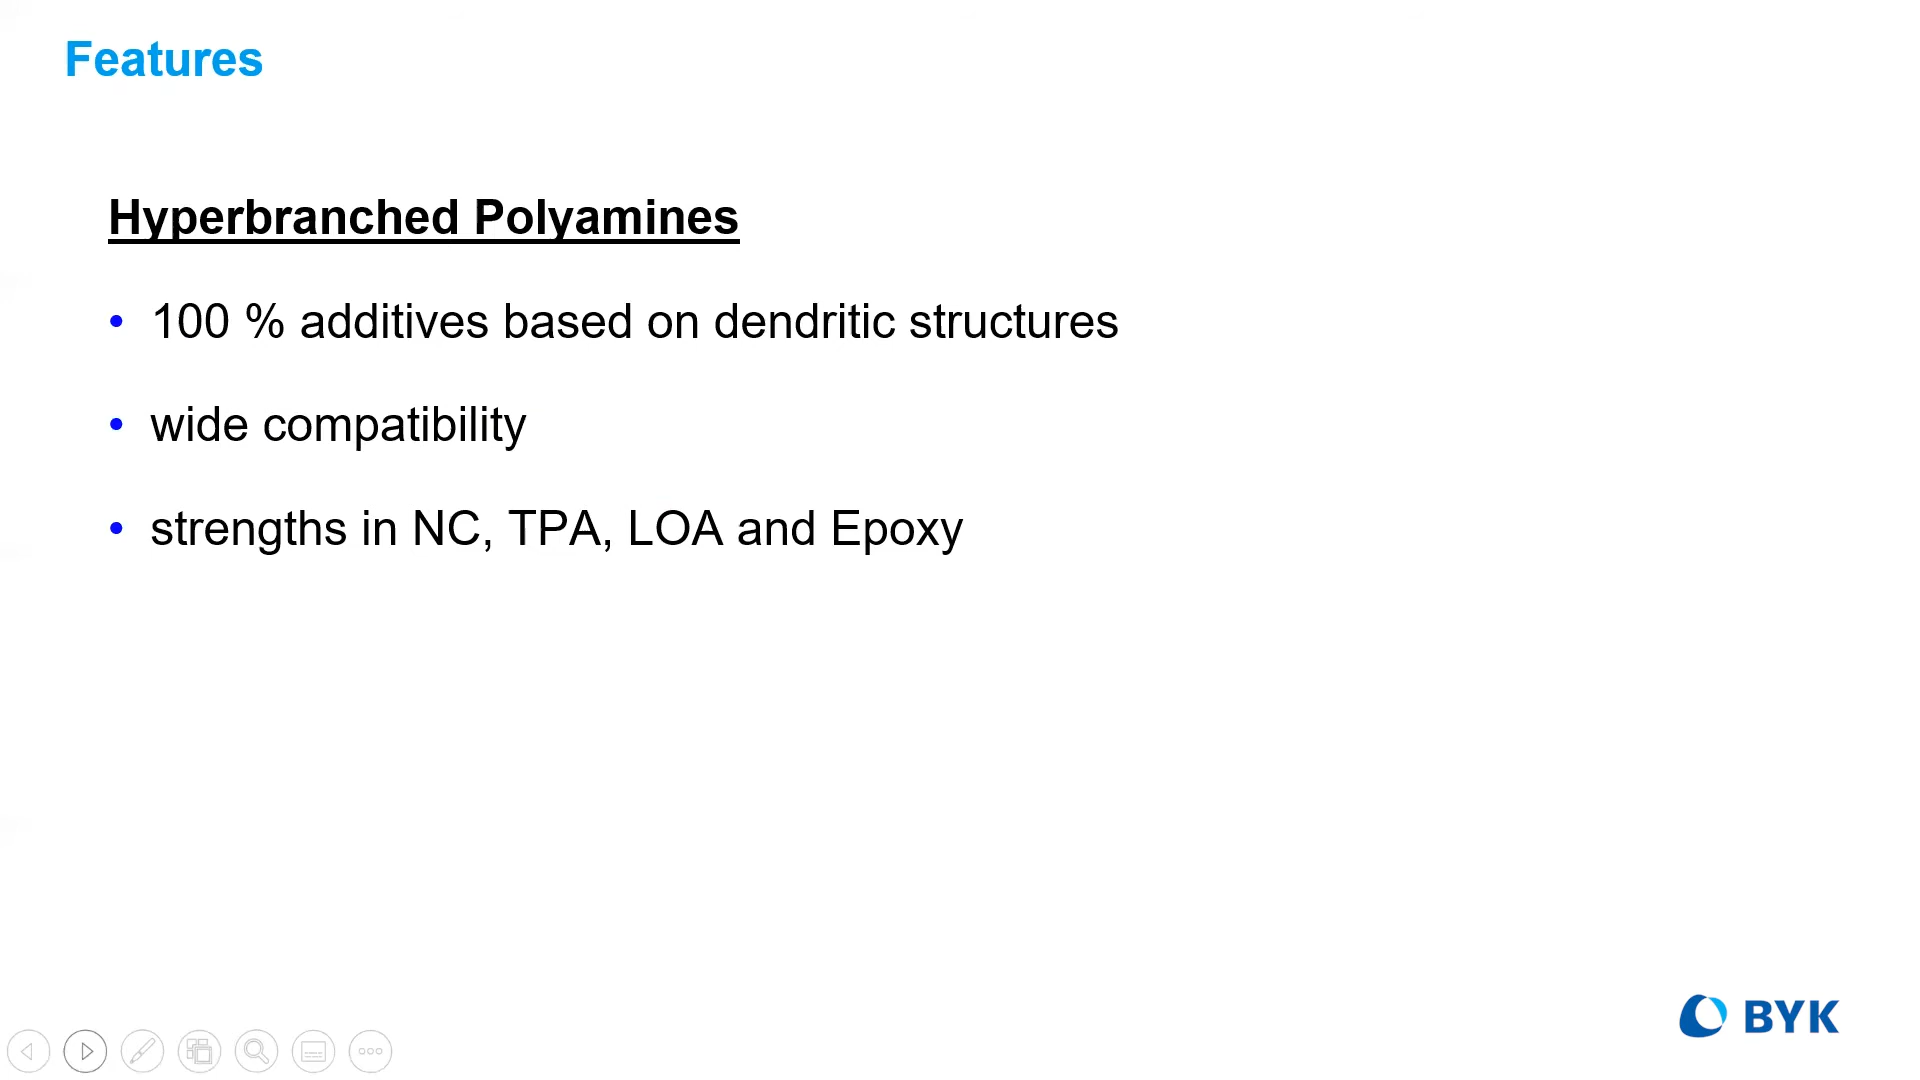 Features
Hyperbranched Polyamines
• 100 % additives based on dendritic structures
• wide compatibility
• strengths in NC, TPA, LOA and Epoxy
BYK